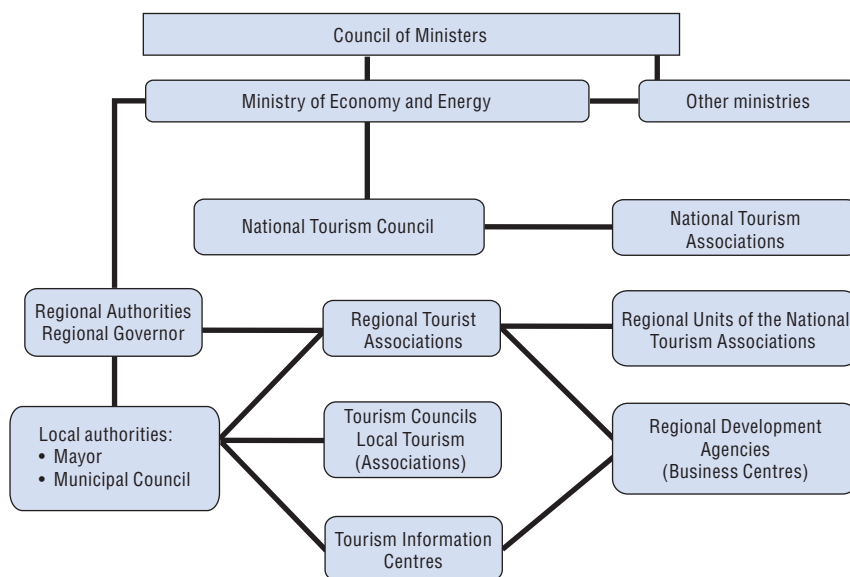 Council of Ministers
Ministry of Economy and Energy
Other ministries
National Tourism Council
National Tourism
Associations
Regional Authorities
Regional Governor
Regional Tourist
Associations
Regional Units of the National
Tourism Associations
Local authorities:
• Mayor
• Municipal Council
Tourism Councils
Local Tourism
(Associations)
Regional Development
Agencies
(Business Centres)
Tourism Information
Centres